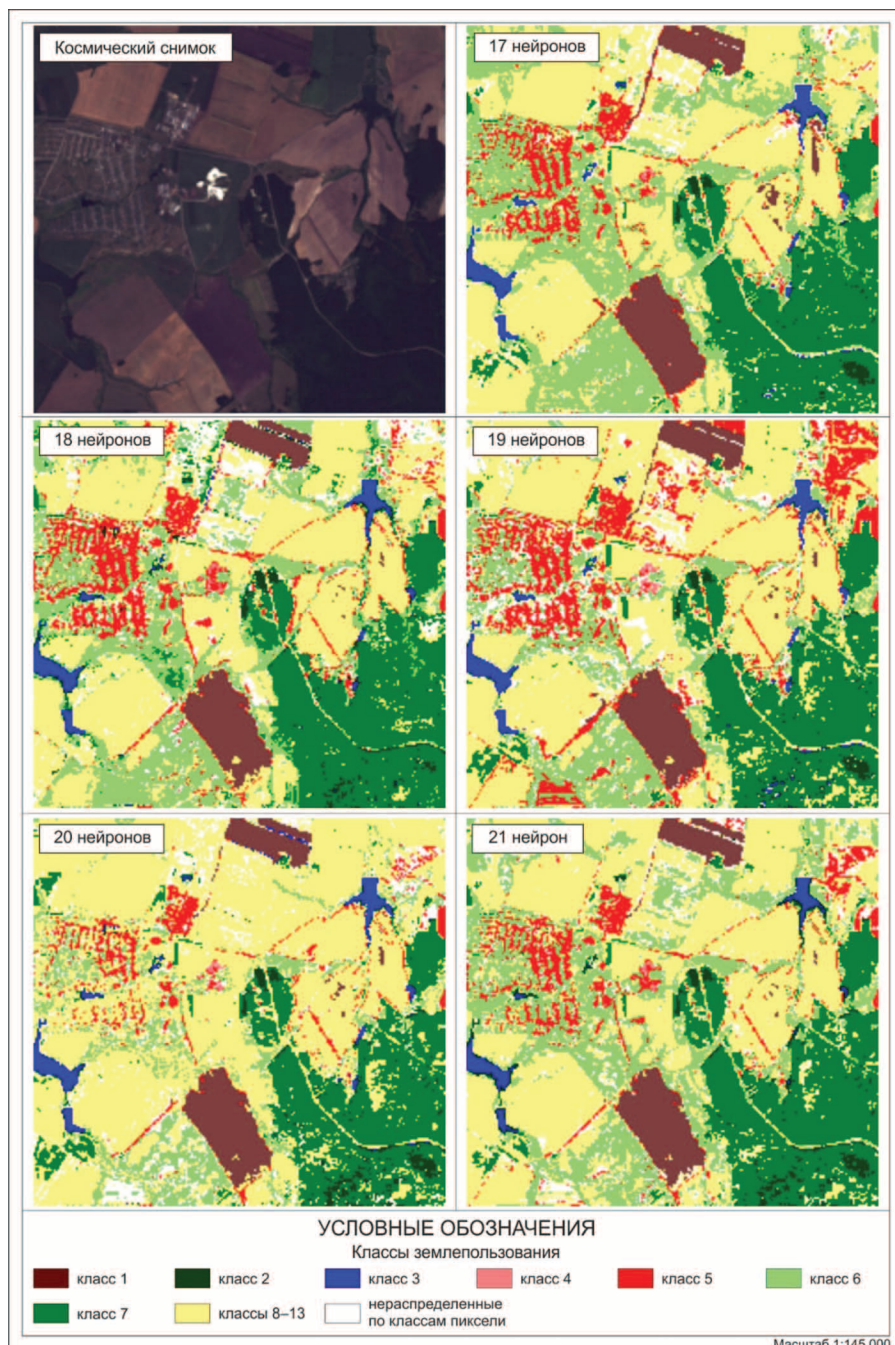 Космический снимок
17 нейронов
18 нейронов
19 нейронов
20 нейронов
21 нейрон
УСЛОВНЫЕ ОБОЗНАЧЕНИЯ
Классы землепользования
класс 1
класс 2
класс 3
класс 4
класс 5
класс 6
класс 7
классы 8–13
нераспределенные
по классам пиксели
Масштаб 1:145 000